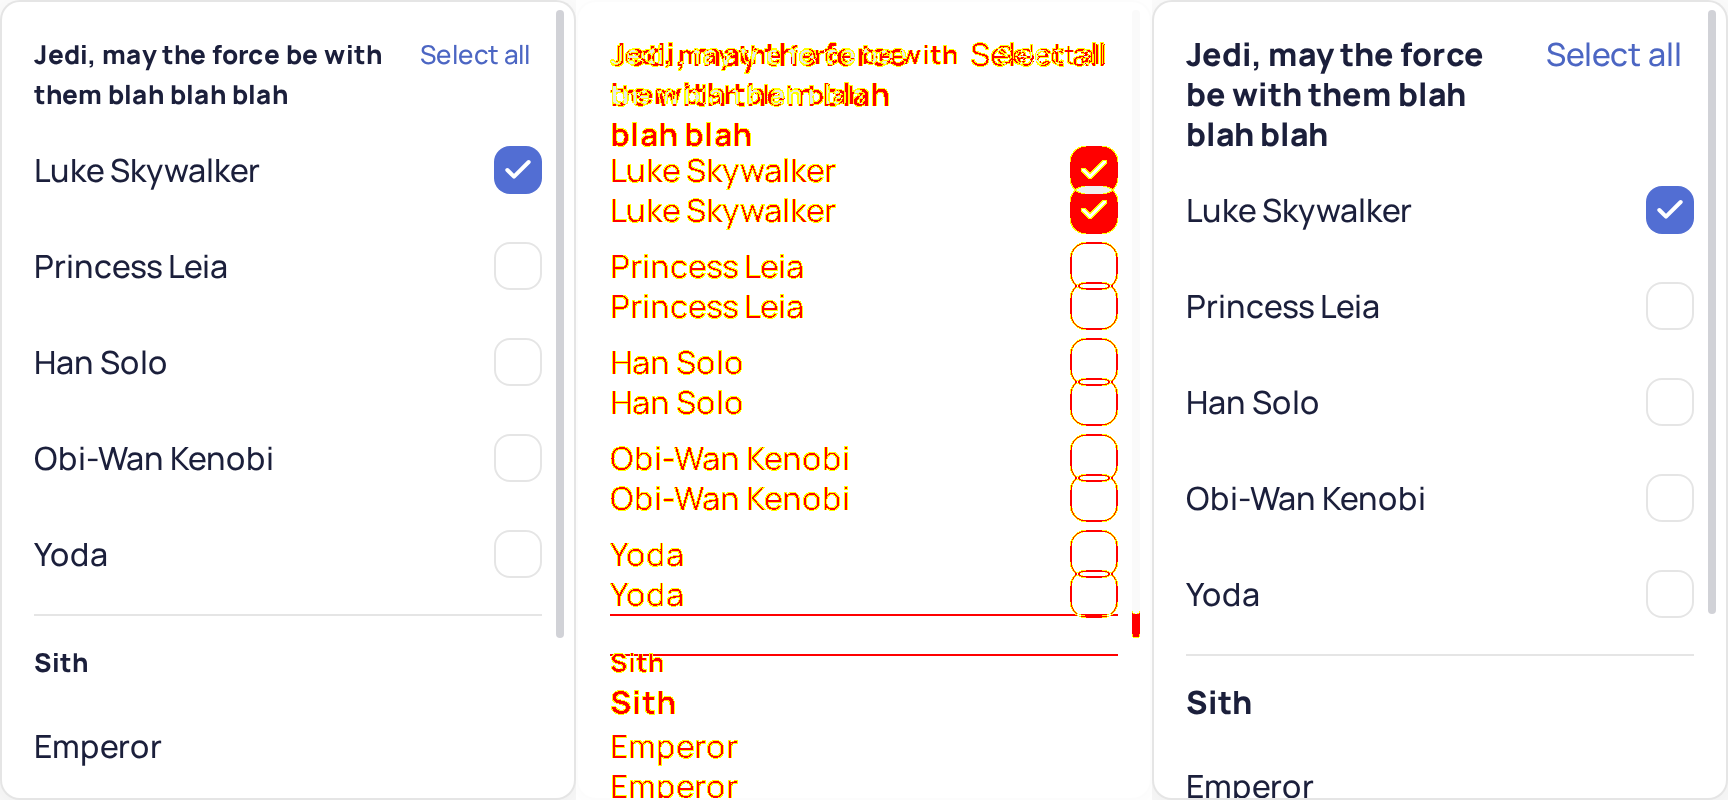 Jedi, may the force be with Select all
them blah blah blah
Luke Skywalker
Princess Leia
Han Solo
Obi-Wan Kenobi
Yoda
Sith
Emperor
blah blah
Luke Skywalker
Luke Skywalker
Princess Leia
Princess Leia
Han Solo
Han Solo
Obi-Wan Kenobi
Obi-Wan Kenobi
Yoda
Yoda
Sith
Sith
Emperor
Emperor
Jedi, may the force Select all
be with them blah
blah blah
Luke Skywalker
Princess Leia
Han Solo
Obi-Wan Kenobi
Yoda
Sith
Emperor